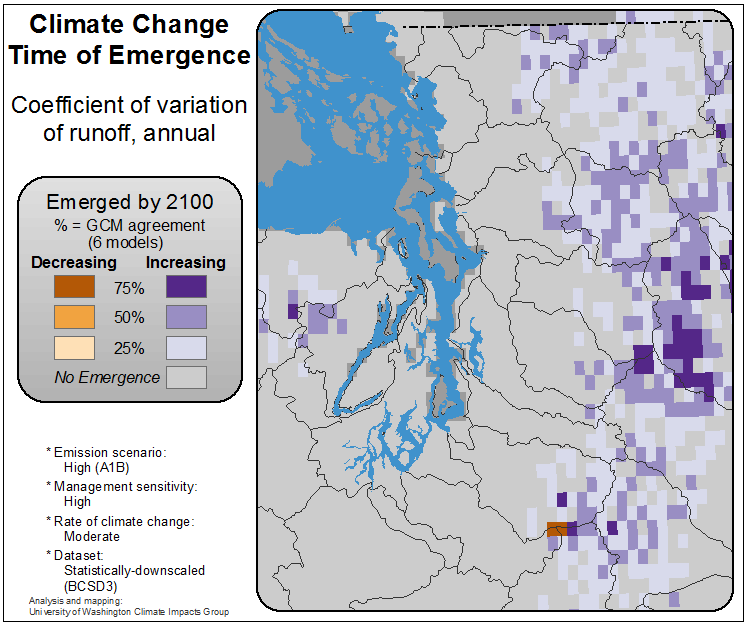 Climate Change
Time of Emergence
Coefficient of variation
of runoff, annual
Emerged by 2100
% = GCM agreement
(6 models)
Decreasing Increasing
75%
50%
25%
No Emergence
* Emission scenario:
High (A1B)
* Management sensitivity:
High
* Rate of climate change:
Moderate
* Dataset:
Statistically-downscaled
(BCSD3)
Analysis and mapping:
University of Washington Climate Impacts Group